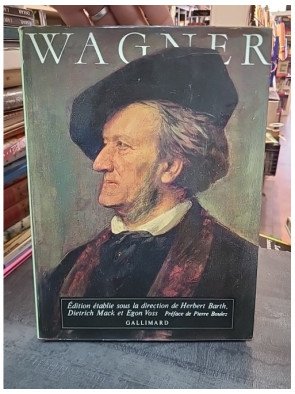 WAGNER
Édition établie sous la direction de Herbert Barth,
Dietrich Mack et Egon Voss Préface de Pierre Boulez
GALLIMARD